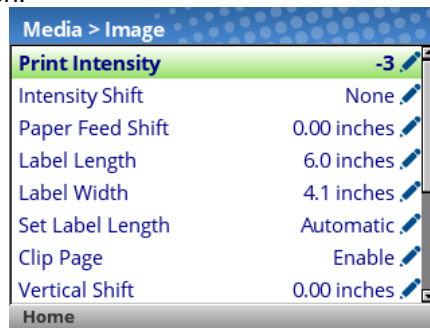 Media > Image
Print Intensity -3
Intensity Shift None
Paper Feed Shift 0.00 inches
Label Length 6.0 inches
Label Width 4.1 inches
Set Label Length Automatic
Clip Page Enable
Vertical Shift 0.00 inches
Home